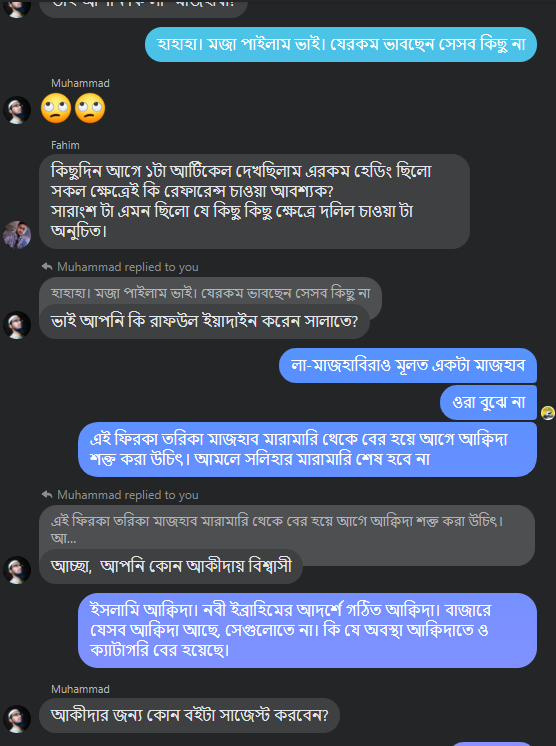 হাহাহা। মজা পাইলাম ভাই। যেরকম ভাবছেন সেসব কিছু না
Muhammad
🙄🙄
Fahim
কিছুদিন আগে ১টা আর্টিকেল দেখছিলাম এরকম হেডিং ছিলো
সকল ক্ষেত্রেই কি রেফারেন্স চাওয়া আবশ্যক?
সারাংশ টা এমন ছিলো যে কিছু কিছু ক্ষেত্রে দলিল চাওয়া টা
অনুচিত।
Muhammad replied to you
হাহাহা। মজা পাইলাম ভাই। যেরকম ভাবছেন সেসব কিছু না
ভাই আপনি কি রাফউল ইয়াদাইন করেন সালাতে?
লা-মাজহাবিরাও মূলত একটা মাজহাব
ওরা বুঝে না
এই ফিরকা তরিকা মাজহাব মারামারি থেকে বের হয়ে আগে আক্বিদা
শক্ত করা উচিৎ। আমলে সলিহার মারামারি শেষ হবে না
Muhammad replied to you
এই ফিরকা তরিকা মাজহাব মারামারি থেকে বের হয়ে আগে আক্বিদা শক্ত করা উচিৎ।
আ...
আচ্ছা, আপনি কোন আকীদায় বিশ্বাসী
ইসলামি আক্বিদা। নবী ইব্রাহিমের আদর্শে গঠিত আক্বিদা। বাজারে
যেসব আক্বিদা আছে, সেগুলোতে না। কি যে অবস্থা আক্বিদাতে ও
ক্যাটাগরি বের হয়েছে।
Muhammad
আকীদার জন্য কোন বইটা সাজেস্ট করবেন?